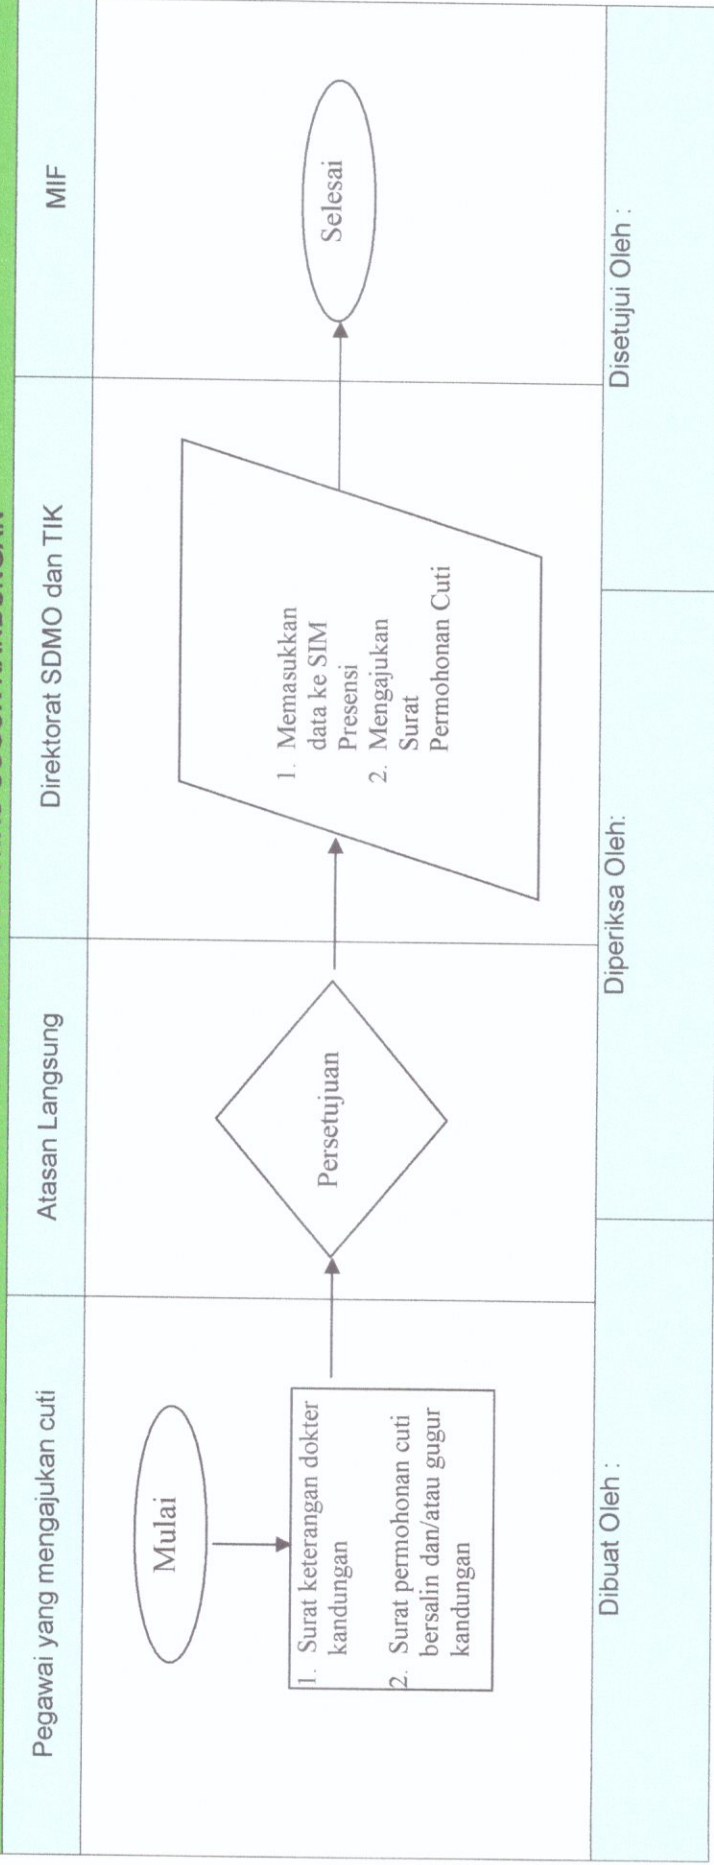 Pegawai yang mengajukan cuti
Atasan Langsung
Direktorat SDMO dan TIK
MIF
Mulai
1. Surat keterangan dokter
kandungan
2. Surat permohonan cuti
bersalin dan/atau gugur
kandungan
Persetujuan
1. Memasukkan
data ke SIM
Presensi
2. Mengajukan
Surat
Permohonan Cuti
Selesai
Dibuat Oleh :
Diperiksa Oleh:
Disetujui Oleh :